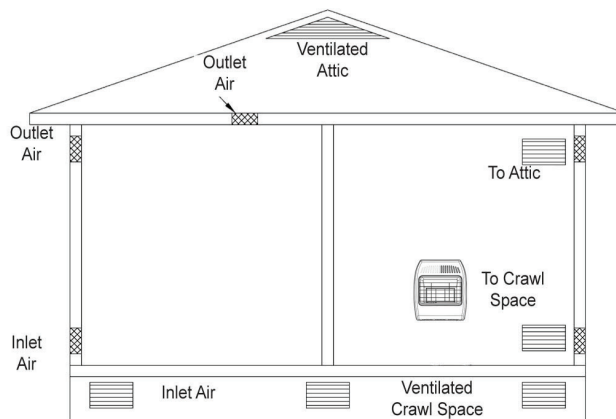 Ventilated
Attic
Outlet
Air
Outlet
Air
To Attic
To Crawl
Space
Inlet
Air
Inlet Air
Ventilated
Crawl Space